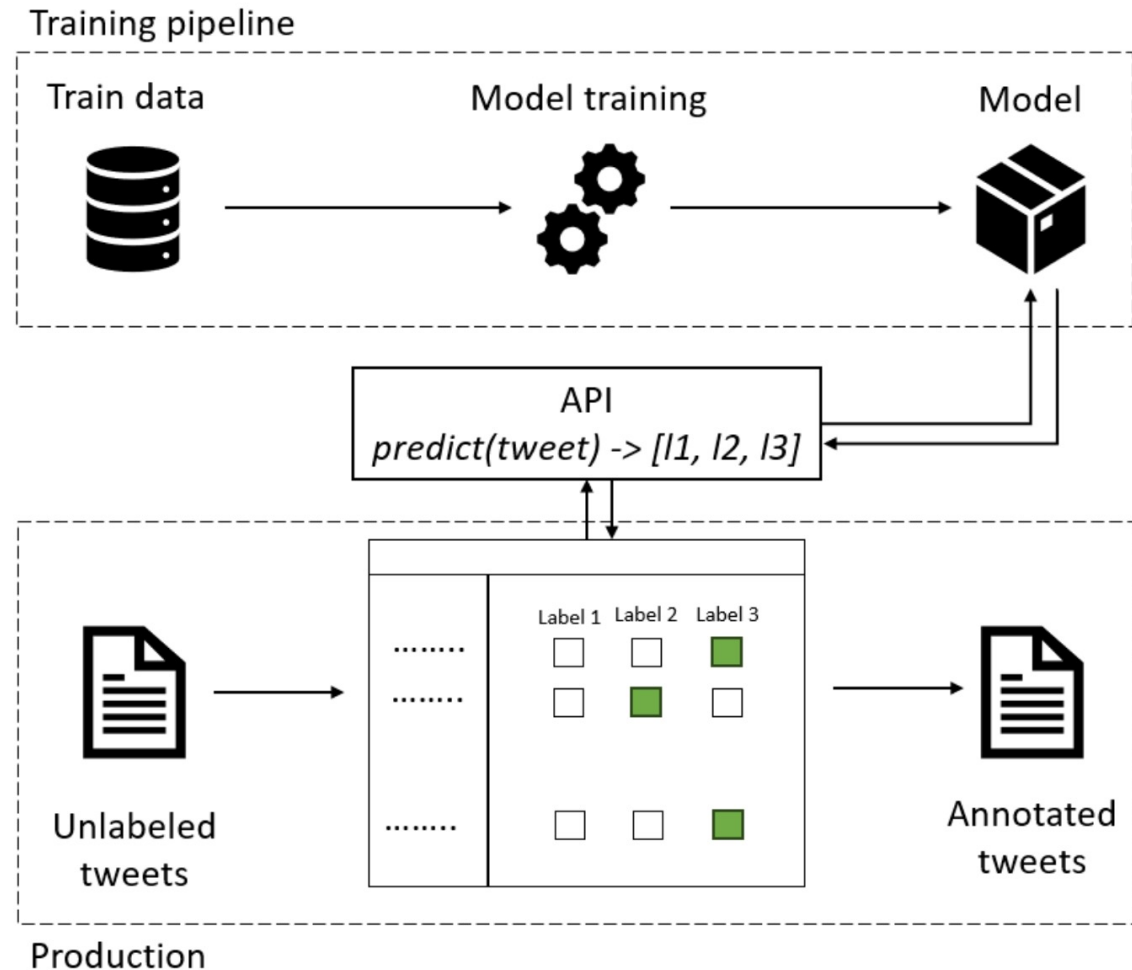 Training pipeline
Train data
Model training
Model
API
predict(tweet) -> [l1, l2, l3]
Label 1 Label 2 Label 3
........
........
........
Unlabeled
tweets
Annotated
tweets
Production